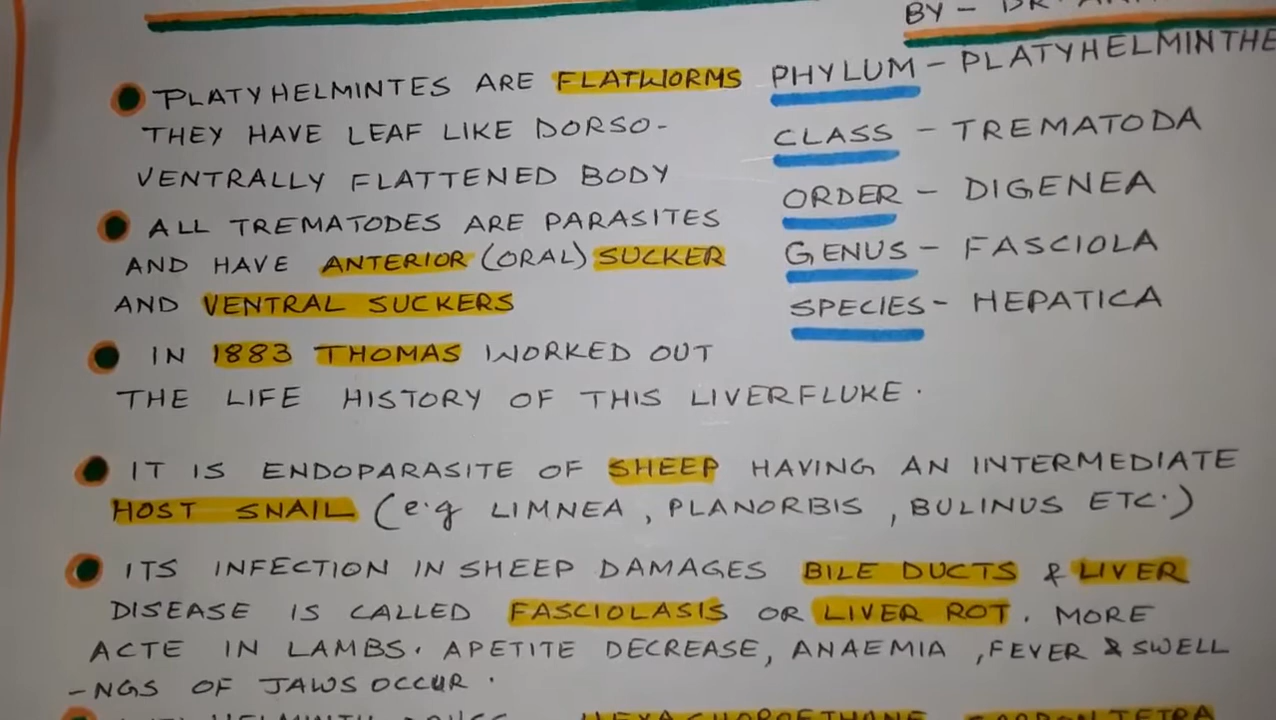 BY -
PLATYHELMINTES ARE FLATWORMS
THEY HAVE LEAF LIKE DORSO-
VENTRALLY FLATTENED BODY
ALL TREMATODES ARE PARASITES
AND HAVE ANTERIOR (ORAL) SUCKER
AND VENTRAL SUCKERS
IN 1883 THOMAS WORKED OUT
THE LIFE HISTORY OF THIS LIVERFLUKE.
PHYLUM - PLATYHELMINTHE
CLASS - TREMATODA
ORDER - DIGENEA
GENUS - FASCIOLA
SPECIES - HEPATICA
IT IS ENDOPARASITE OF SHEEP HAVING AN INTERMEDIATE
HOST SNAIL (e.g LIMNEA, PLANORBIS, BULINUS ETC.)
ITS INFECTION IN SHEEP DAMAGES BILE DUCTS & LIVER
DISEASE IS CALLED FASCIOLASIS OR LIVER ROT. MORE
ACTE IN LAMBS. APETITE DECREASE, ANAEMIA, FEVER & SWELL
-NGS OF JAWS OCCUR.